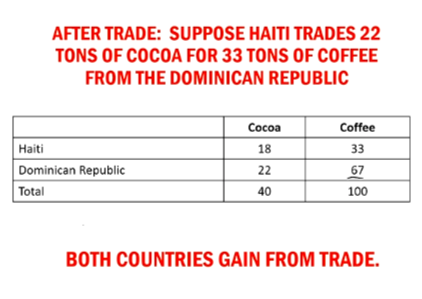 AFTER TRADE: SUPPOSE HAITI TRADES 22
TONS OF COCOA FOR 33 TONS OF COFFEE
FROM THE DOMINICAN REPUBLIC
Cocoa Coffee
Haiti 18 33
Dominican Republic 22 67
Total 40 100
BOTH COUNTRIES GAIN FROM TRADE.